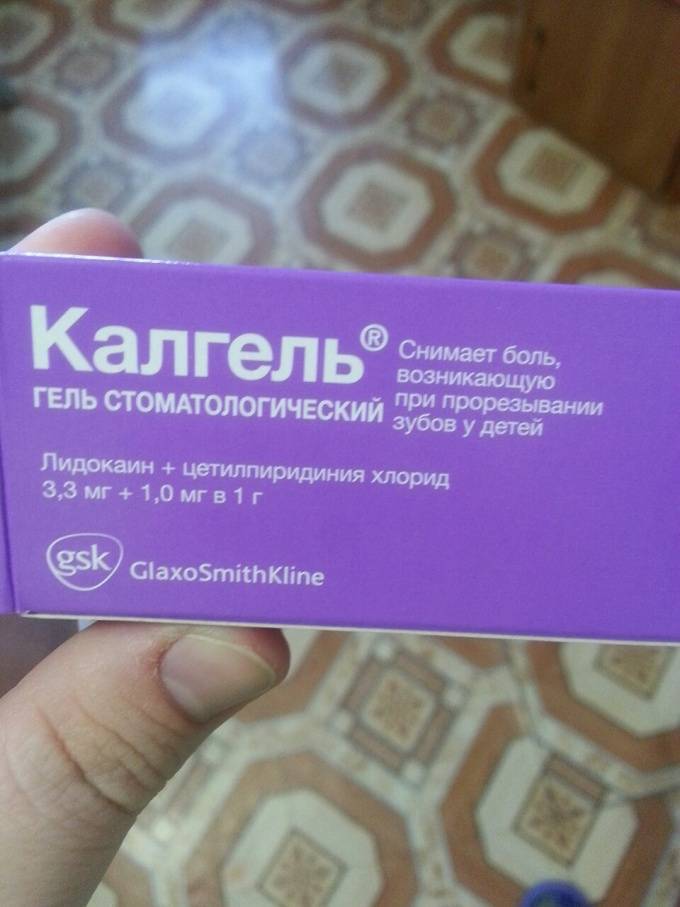 Калгель®
ГЕЛЬ СТОМАТОЛОГИЧЕСКИЙ
Снимает боль,
возникающую
при прорезывании
зубов у детей
Лидокаин + цетилпиридиния хлорид
3,3 мг + 1,0 мг в 1 г
gsk GlaxoSmithKline